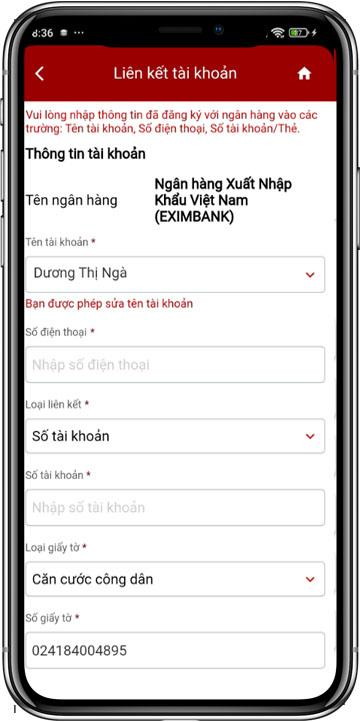 8:36
Liên kết tài khoản
Vui lòng nhập thông tin đã đăng ký với ngân hàng vào các
trường: Tên tài khoản, Số điện thoại, Số tài khoản/Thẻ.
Thông tin tài khoản
Tên ngân hàng
Ngân hàng Xuất Nhập
Khẩu Việt Nam
(EXIMBANK)
Tên tài khoản *
Dương Thị Ngà
Bạn được phép sửa tên tài khoản
Số điện thoại *
Nhập số điện thoại
Loại liên kết *
Số tài khoản
Số tài khoản *
Nhập số tài khoản
Loại giấy tờ *
Căn cước công dân
Số giấy tờ *
024184004895